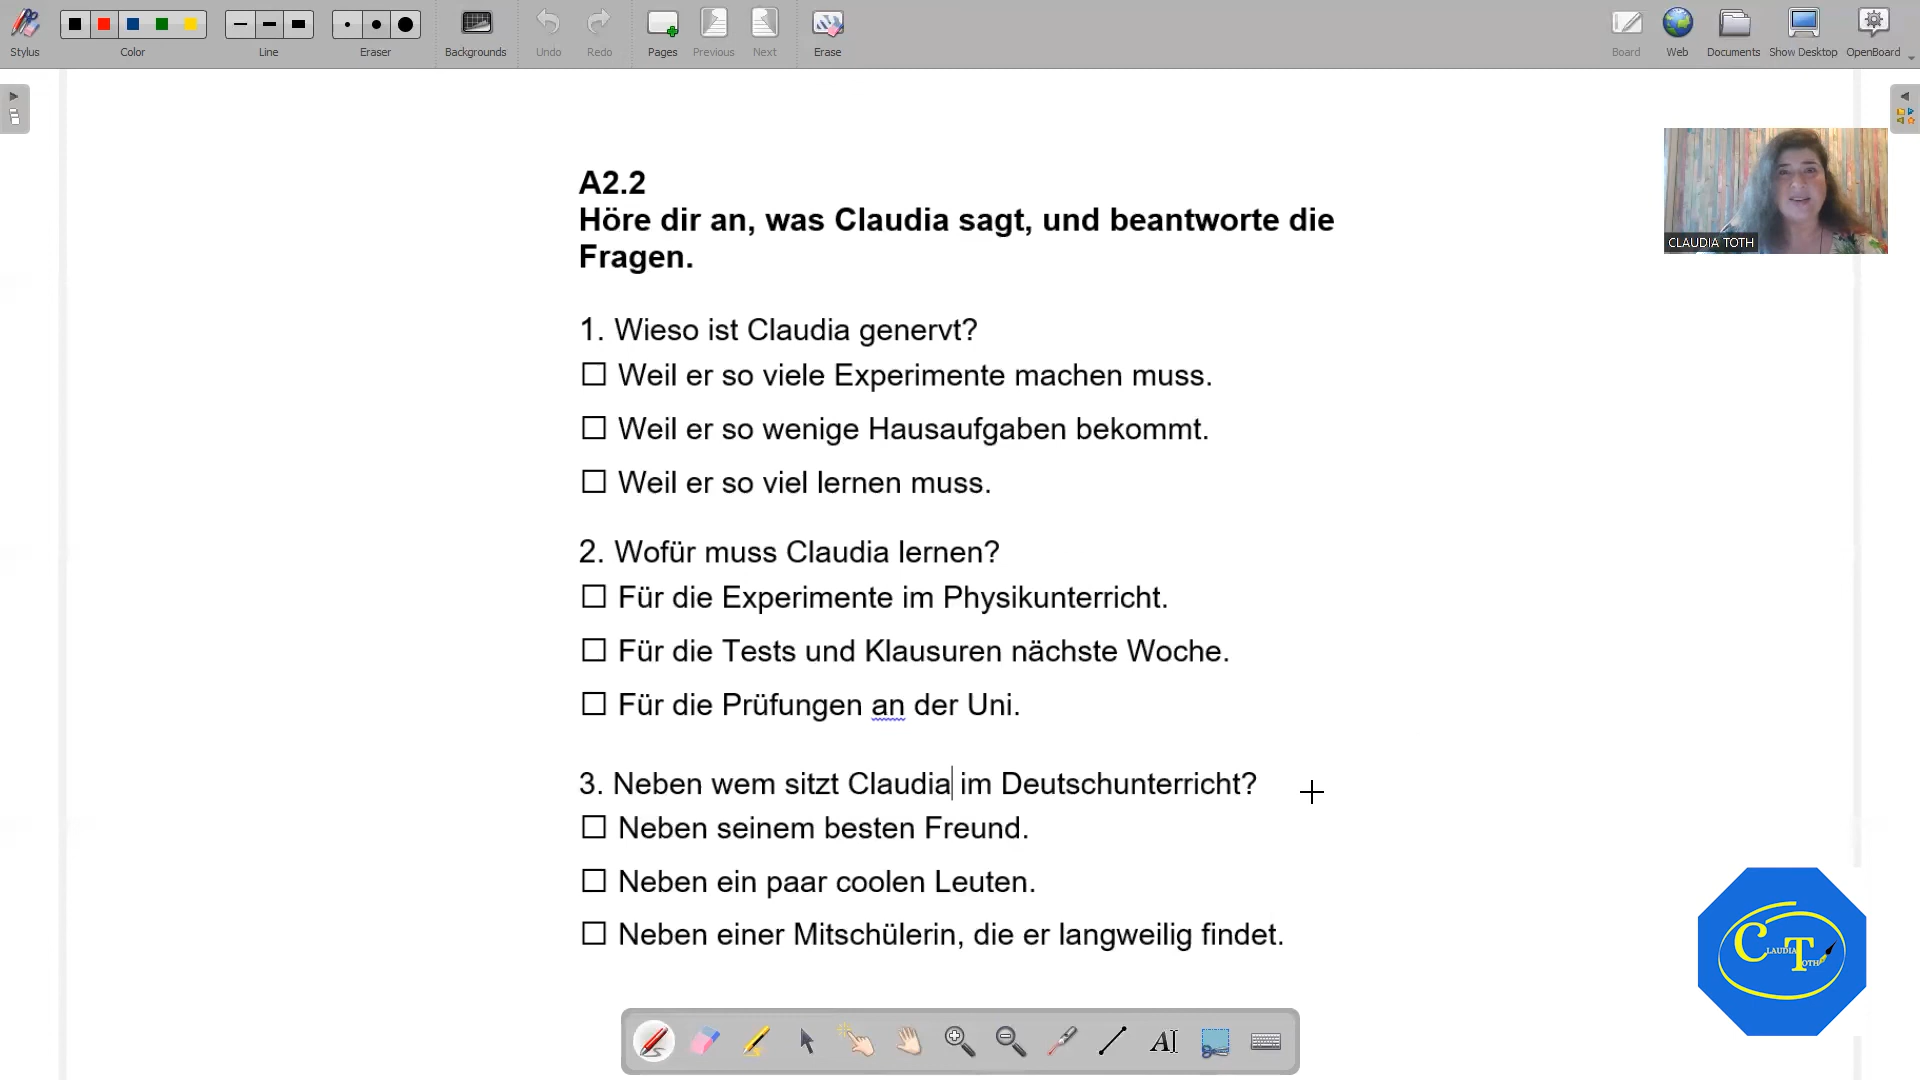 Stylus
Color
Line
Eraser
Backgrounds
Undo
Redo
Pages
Previous
Next
Erase
Board
Web
Documents
Show Desktop
OpenBoard
CLAUDIA TOTH
A2.2
Höre dir an, was Claudia sagt, und beantworte die
Fragen.
1. Wieso ist Claudia genervt?
☐ Weil er so viele Experimente machen muss.
☐ Weil er so wenige Hausaufgaben bekommt.
☐ Weil er so viel lernen muss.
2. Wofür muss Claudia lernen?
☐ Für die Experimente im Physikunterricht.
☐ Für die Tests und Klausuren nächste Woche.
☐ Für die Prüfungen an der Uni.
3. Neben wem sitzt Claudia im Deutschunterricht?
☐ Neben seinem besten Freund.
☐ Neben ein paar coolen Leuten.
☐ Neben einer Mitschülerin, die er langweilig findet.
CLAUDIA
TOTH
AI